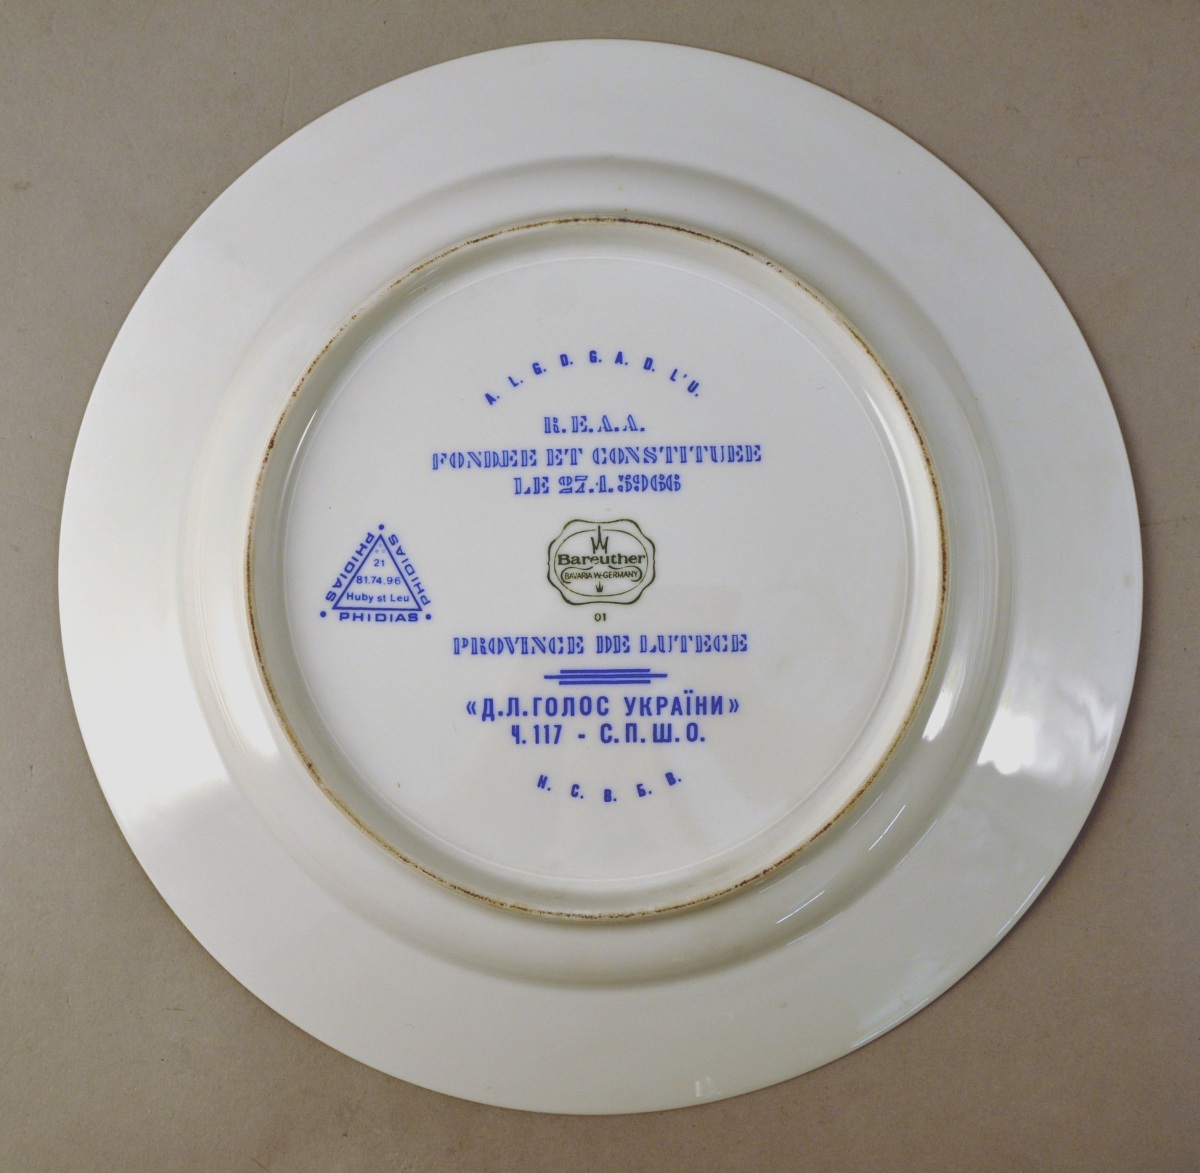 A. L. G. D. G. A. D. L'U.
R.E.A.A.
FONDEE ET CONSTITUEE
LE 27.1.5966
PHIDIAS
PHIDIAS
21
81.74.96
Huby st Leu
PHIDIAS
Bareuther
BAVARIA W-GERMANY
01
PROVINCE DE LUTECE
«Д.Л.ГОЛОС УКРАЇНИ»
Ч.117 - С.П.Ш.О.
И. С. В. Б. В.